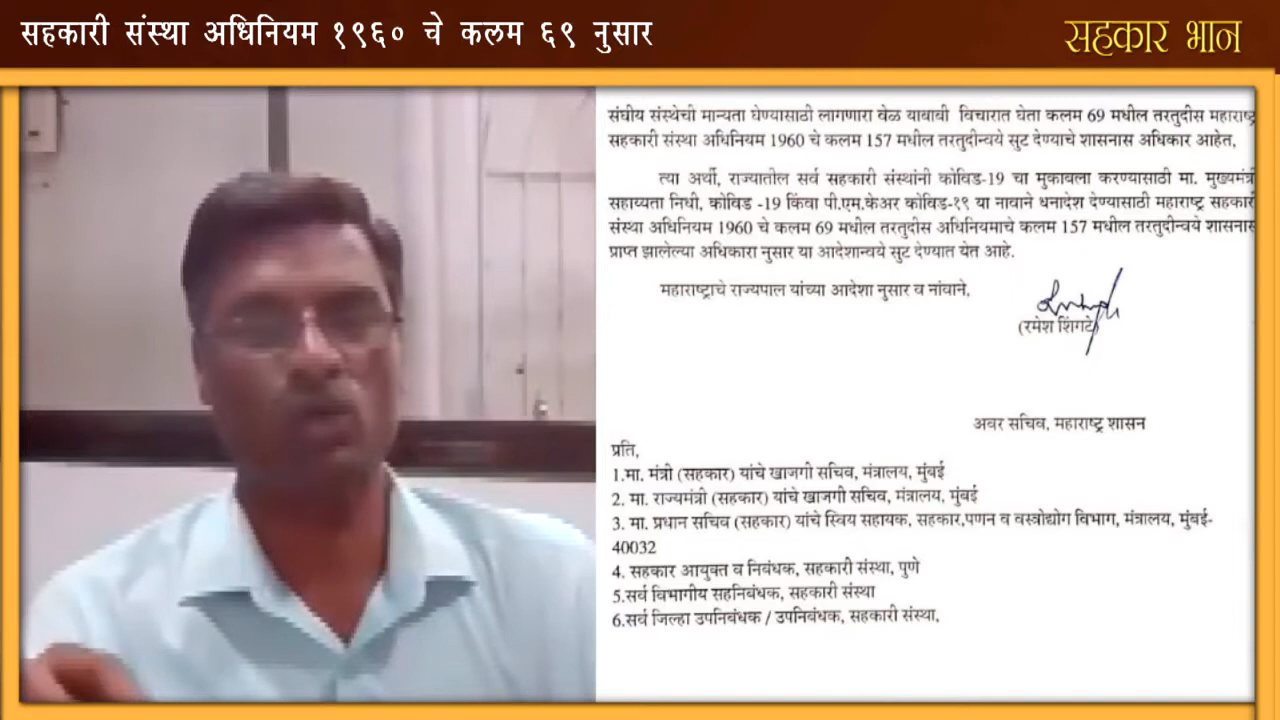 सहकारी संस्था अधिनियम १९६० चे कलम ६९ नुसार
सहकार भान
संघीय संस्थेची मान्यता घेण्यासाठी लागणारा वेळ याबाबी विचारात घेता कलम 69 मधील तरतुदीस महाराष्ट्र
सहकारी संस्था अधिनियम 1960 चे कलम 157 मधील तरतुदीन्वये सुट देण्याचे शासनास अधिकार आहेत,
त्या अर्थी, राज्यातील सर्व सहकारी संस्थांनी कोविड-19 चा मुकाबला करण्यासाठी मा. मुख्यमंत्री
सहाय्यता निधी, कोविड -19 किंवा पी.एम.केअर कोविड-१९ या नावाने धनादेश देण्यासाठी महाराष्ट्र सहकारी
संस्था अधिनियम 1960 चे कलम 69 मधील तरतुदीस अधिनियमाचे कलम 157 मधील तरतुदीन्वये शासनास
प्राप्त झालेल्या अधिकारा नुसार या आदेशान्वये सुट देण्यात येत आहे.
महाराष्ट्राचे राज्यपाल यांच्या आदेशा नुसार व नांवाने,
(रमेश शिंगटे)
अवर सचिव, महाराष्ट्र शासन
प्रति,
1.मा. मंत्री (सहकार) यांचे खाजगी सचिव, मंत्रालय, मुंबई
2. मा. राज्यमंत्री (सहकार) यांचे खाजगी सचिव, मंत्रालय, मुंबई
3. मा. प्रधान सचिव (सहकार) यांचे स्विय सहायक, सहकार,पणन व वस्त्रोद्योग विभाग, मंत्रालय, मुंबई-
40032
4. सहकार आयुक्त व निबंधक, सहकारी संस्था, पुणे
5.सर्व विभागीय सहनिबंधक, सहकारी संस्था
6.सर्व जिल्हा उपनिबंधक / उपनिबंधक, सहकारी संस्था,